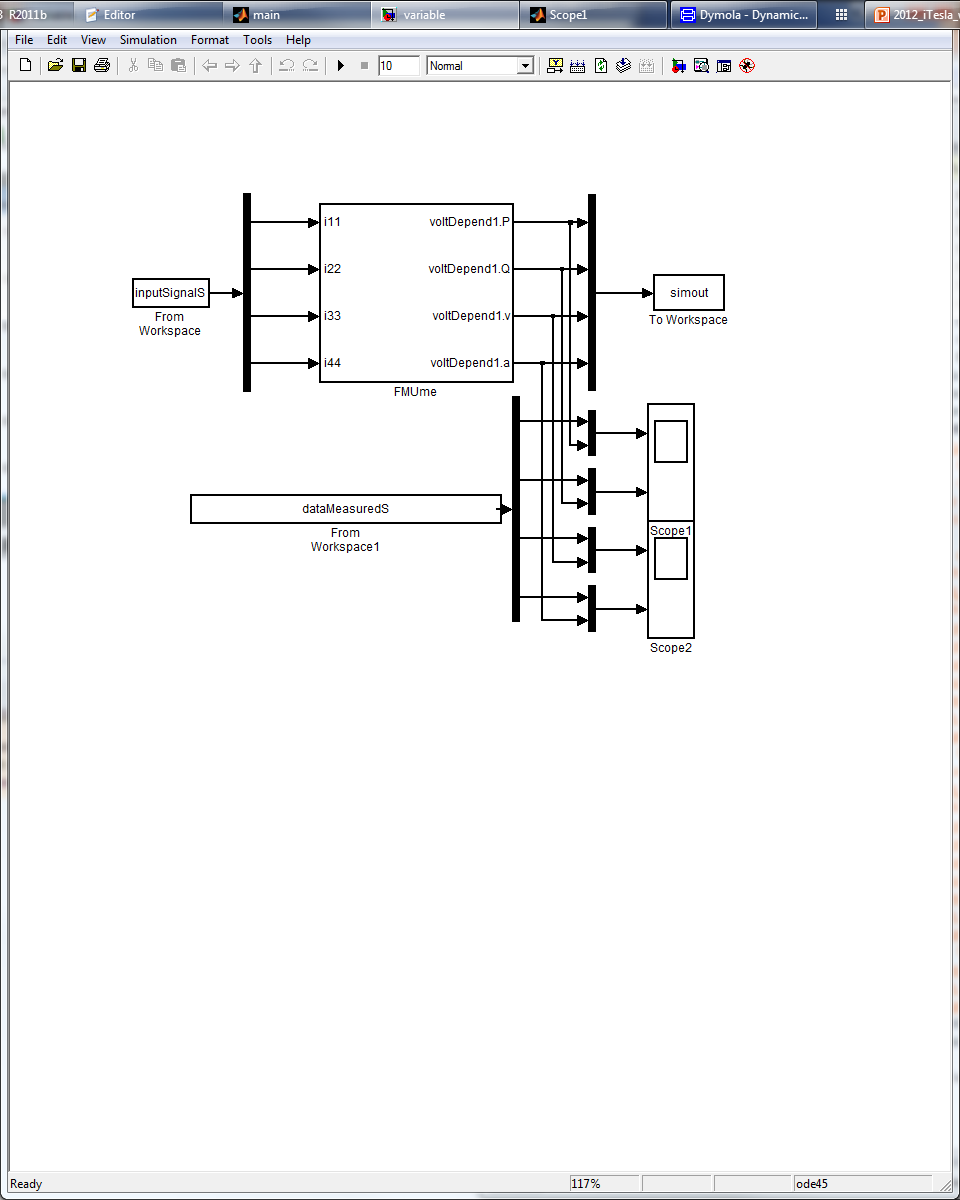 R2011b Editor main variable Scope1 Dymola - Dynamic... 2012_iTesla_
File Edit View Simulation Format Tools Help
10 Normal
i11 voltDepend1.P
i22 voltDepend1.Q
inputSignalS
simout
From
Workspace
To Workspace
i33 voltDepend1.v
i44 voltDepend1.a
FMUme
dataMeasuredS
From
Workspace1
Scope1
Scope2
Ready 117% ode45